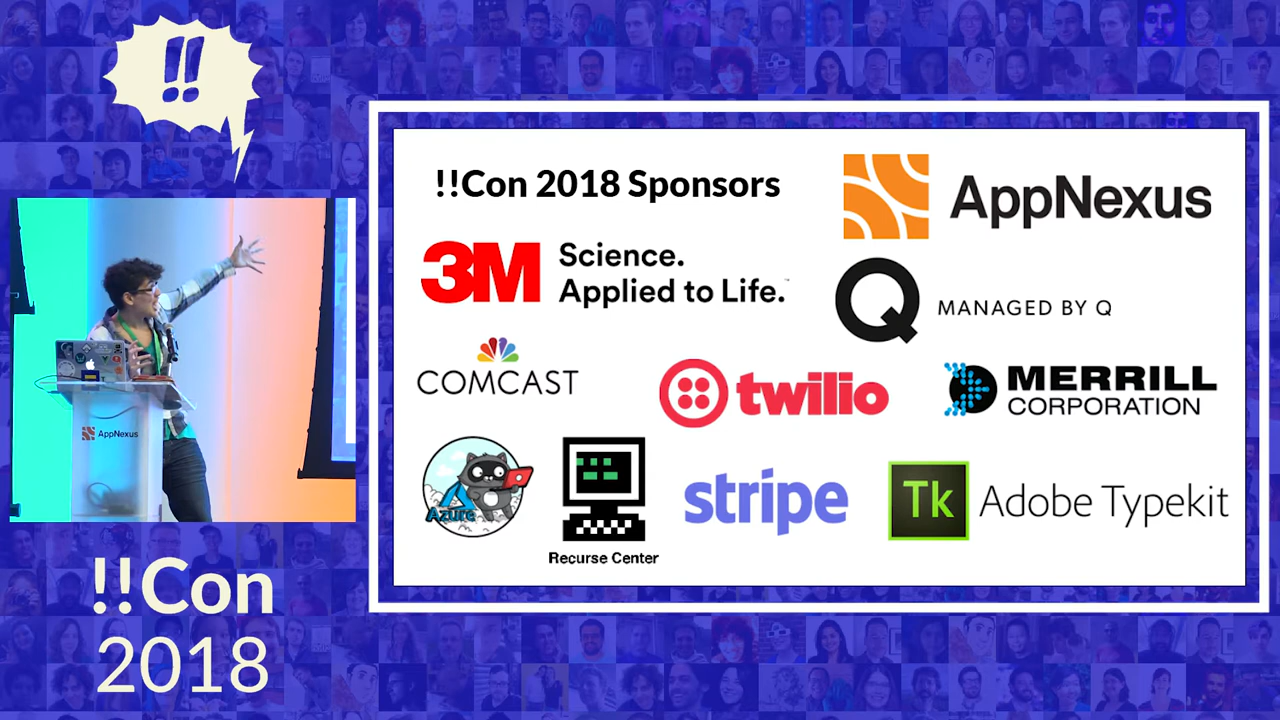 !!
!!Con 2018 Sponsors
AppNexus
3M Science.
Applied to Life.™
Q MANAGED BY Q
COMCAST
twilio
MERRILL
CORPORATION
Azure
Recurse Center
stripe
Tk Adobe Typekit
AppNexus
!!Con
2018